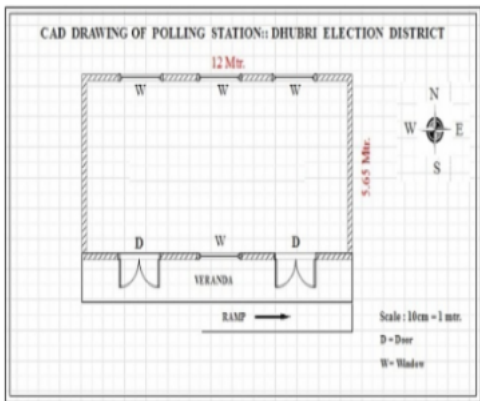 CAD DRAWING OF POLLING STATION:: DHUBRI ELECTION DISTRICT
12 Mtr.
W W W
N
W E
S
5.65 Mtr.
D W D
VERANDA
RAMP
Scale : 10cm = 1 mtr.
D = Door
W= Window